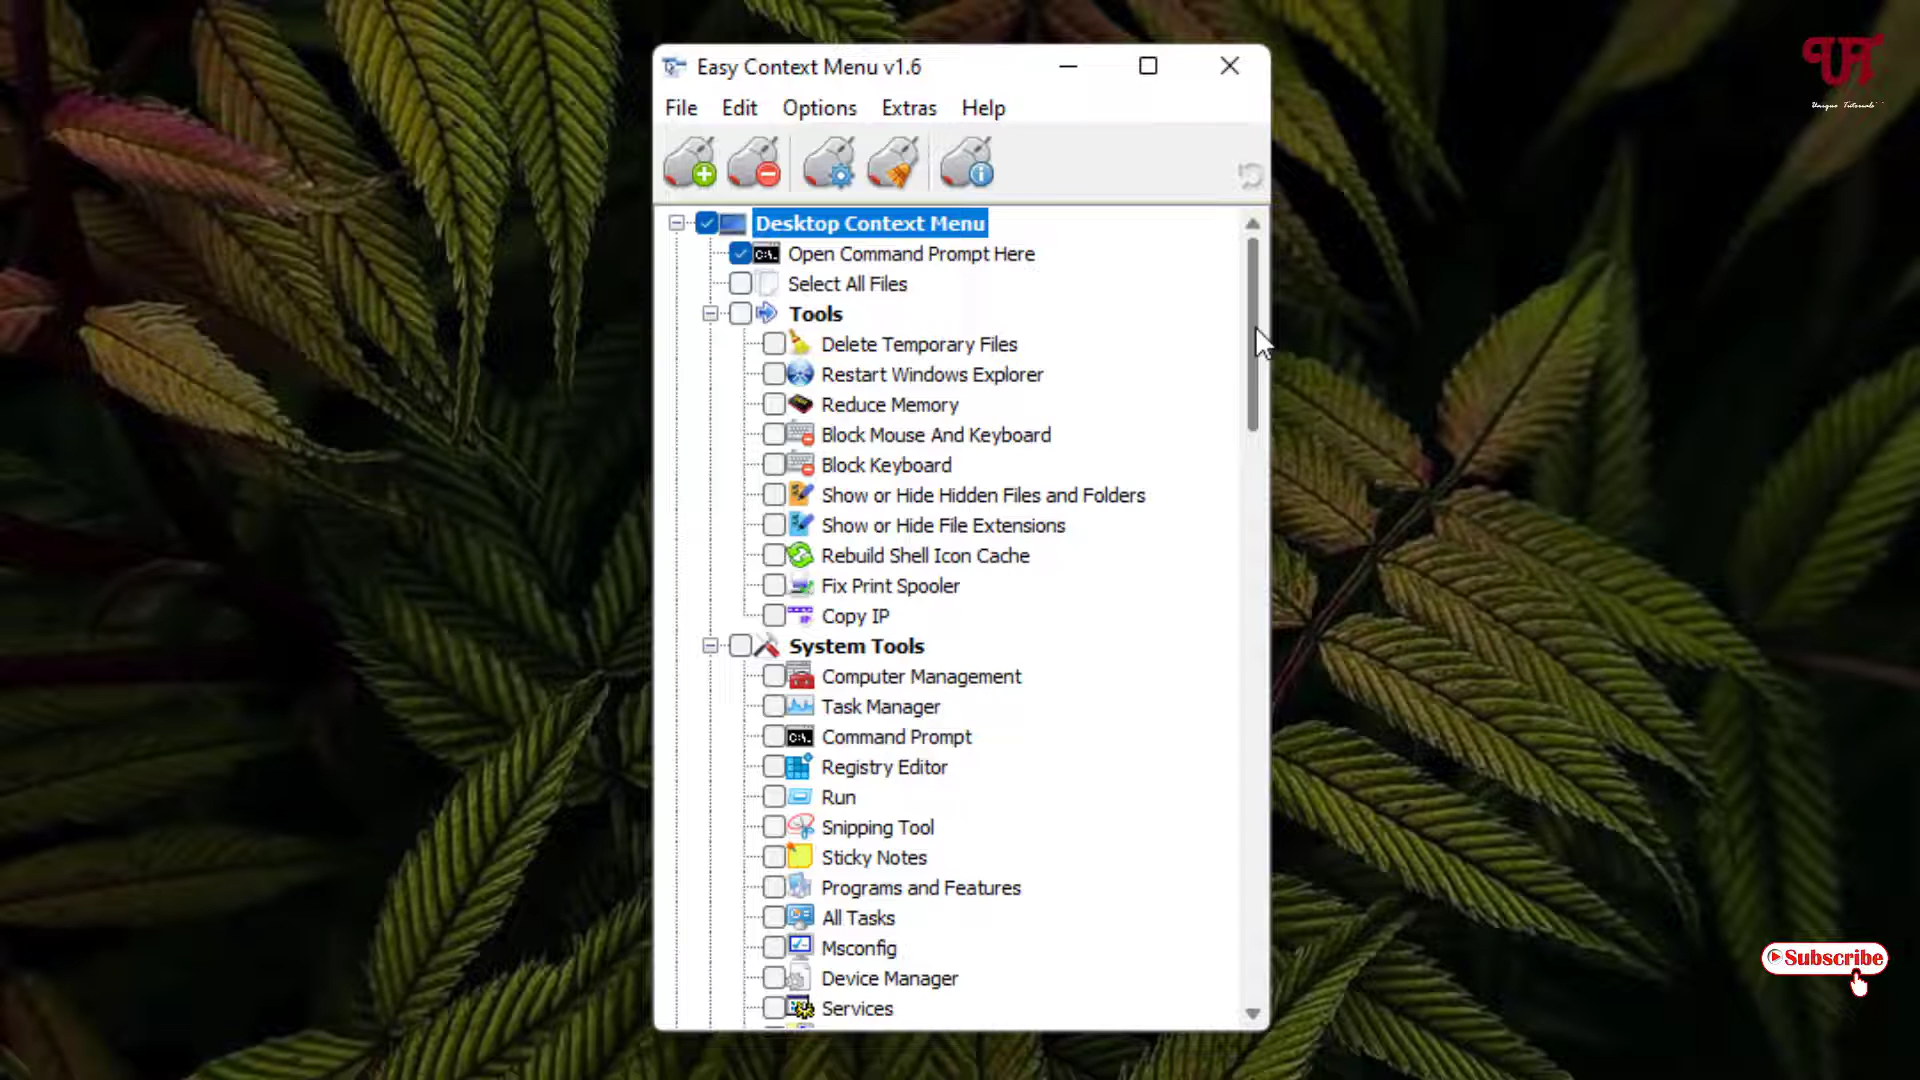 Easy Context Menu v1.6
File Edit Options Extras Help
Desktop Context Menu
C:\. Open Command Prompt Here
Select All Files
Tools
Delete Temporary Files
Restart Windows Explorer
Reduce Memory
Block Mouse And Keyboard
Block Keyboard
Show or Hide Hidden Files and Folders
Show or Hide File Extensions
Rebuild Shell Icon Cache
Fix Print Spooler
Copy IP
System Tools
Computer Management
Task Manager
C:\. Command Prompt
Registry Editor
Run
Snipping Tool
Sticky Notes
Programs and Features
All Tasks
Msconfig
Device Manager
Services
UT
Unique Tutorials
Subscribe